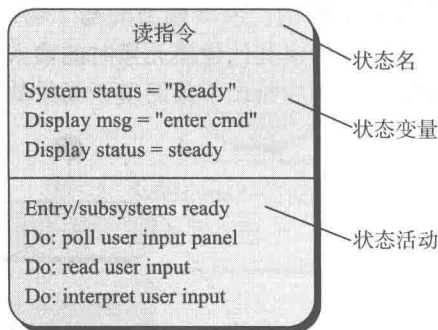 读指令
状态名
System status = "Ready"
Display msg = "enter cmd"
状态变量
Display status = steady
Entry/subsystems ready
状态活动
Do: poll user input panel
Do: read user input
Do: interpret user input